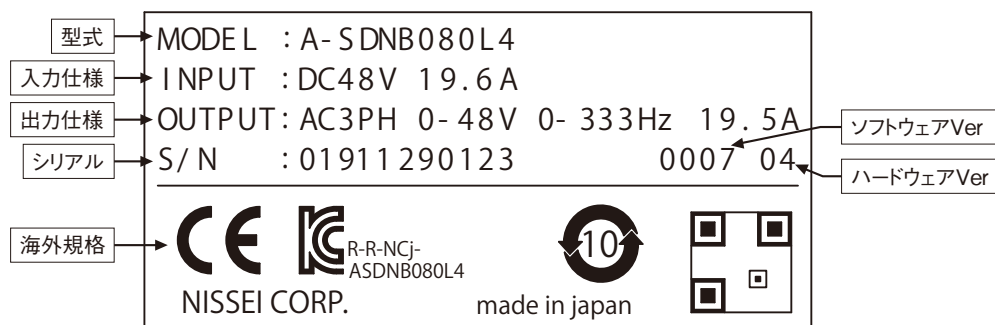 型式 MODEL : A-SDNB080L4
入力仕様 INPUT : DC48V 19.6A
出力仕様 OUTPUT : AC3PH 0-48V 0-333Hz 19.5A
ソフトウェアVer
シリアル S/N : 01911290123 0007 04
ハードウェアVer
海外規格 CE KC R-R-NCj-
ASDNB080L4
10
NISSEI CORP. made in japan